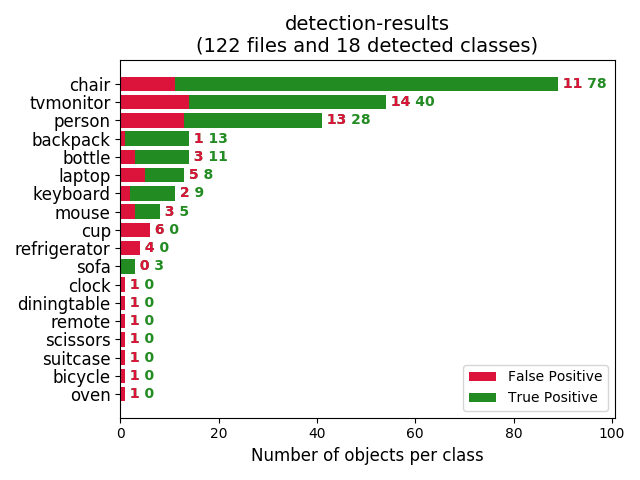 detection-results
(122 files and 18 detected classes)
chair 11 78
tvmonitor 14 40
person 13 28
backpack 1 13
bottle 3 11
laptop 5 8
keyboard 2 9
mouse 3 5
cup 6 0
refrigerator 4 0
sofa 0 3
clock 1 0
diningtable 1 0
remote 1 0
scissors 1 0
suitcase 1 0
bicycle 1 0
oven 1 0
False Positive
True Positive
0 20 40 60 80 100
Number of objects per class